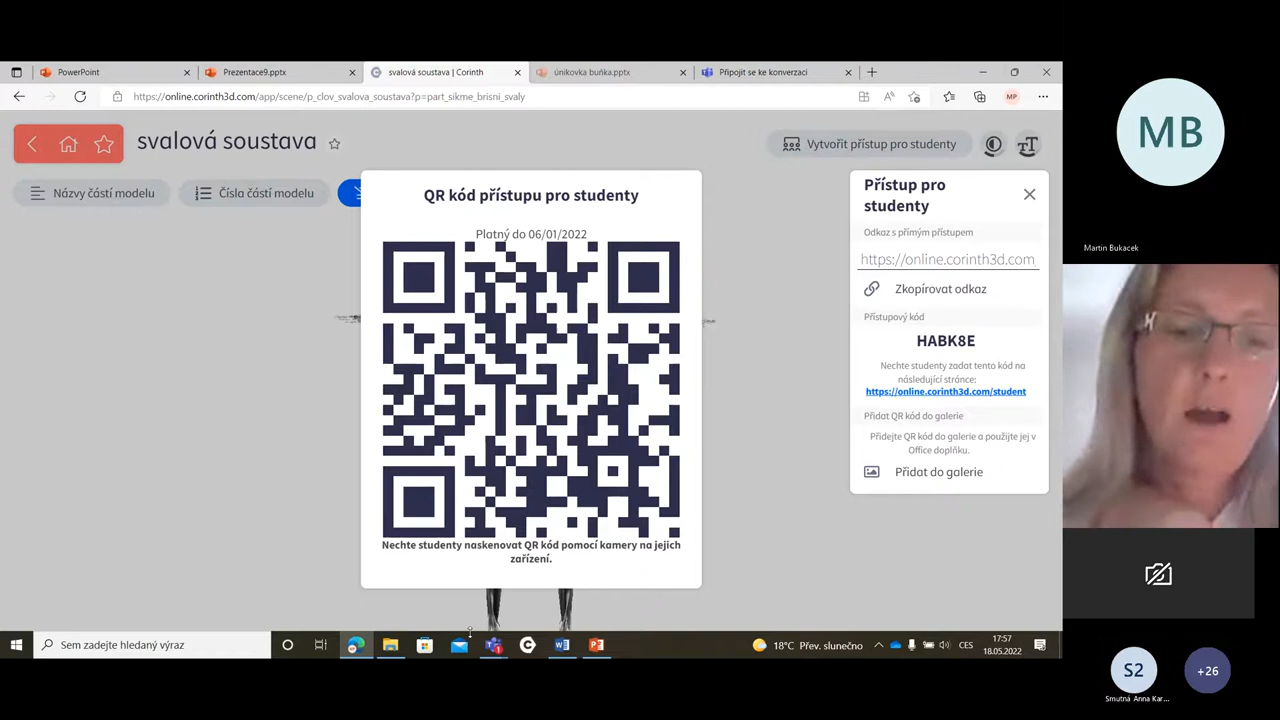 PowerPoint
Prezentace9.pptx
svalová soustava | Corinth
únikovka buňka.pptx
Připojit se ke konverzaci
https://online.corinth3d.com/app/scene/p_clov_svalova_soustava?p=part_sikme_brisni_svaly
MP
svalová soustava
Vytvořit přístup pro studenty
Názvy částí modelu
Čísla částí modelu
QR kód přístupu pro studenty
Platný do 06/01/2022
Nechte studenty naskenovat QR kód pomocí kamery na jejich
zařízení.
Přístup pro
studenty
Odkaz s přímým přístupem
https://online.corinth3d.com
Zkopírovat odkaz
Přístupový kód
HABK8E
Nechte studenty zadat tento kód na
následující stránce:
https://online.corinth3d.com/student
Přidat QR kód do galerie
Přidejte QR kód do galerie a použijte jej v
Office doplňku.
Přidat do galerie
Sem zadejte hledaný výraz
18°C Přev. slunečno
CES
17:57
18.05.2022
MB
Martin Bukacek
S2
Smutná Anna Kar...
+26